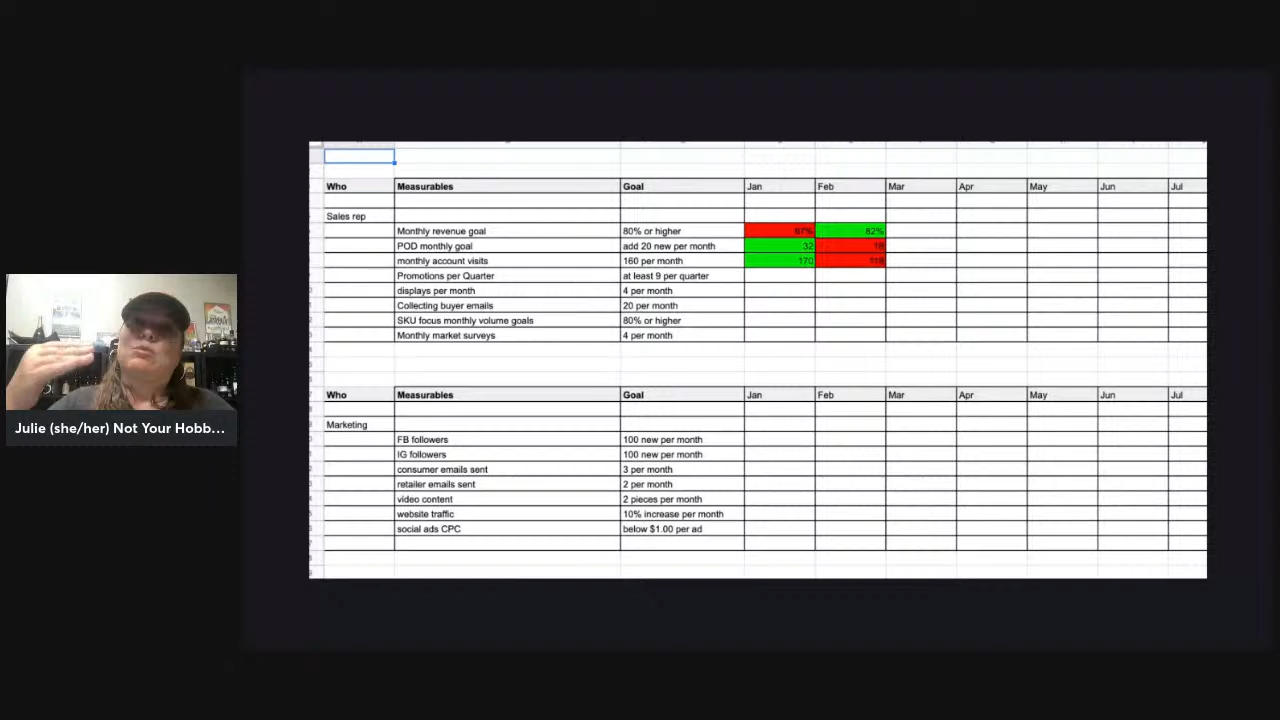 Who Measurables Goal Jan Feb Mar Apr May Jun Jul
Sales rep
Monthly revenue goal 80% or higher 82%
POD monthly goal add 20 new per month 32 18
monthly account visits 160 per month 170
Promotions per Quarter at least 9 per quarter
displays per month 4 per month
Collecting buyer emails 20 per month
SKU focus monthly volume goals 80% or higher
Monthly market surveys 4 per month
Who Measurables Goal Jan Feb Mar Apr May Jun Jul
Marketing
FB followers 100 new per month
IG followers 100 new per month
consumer emails sent 3 per month
retailer emails sent 2 per month
video content 2 pieces per month
website traffic 10% increase per month
social ads CPC below $1.00 per ad
Julie (she/her) Not Your Hobb...